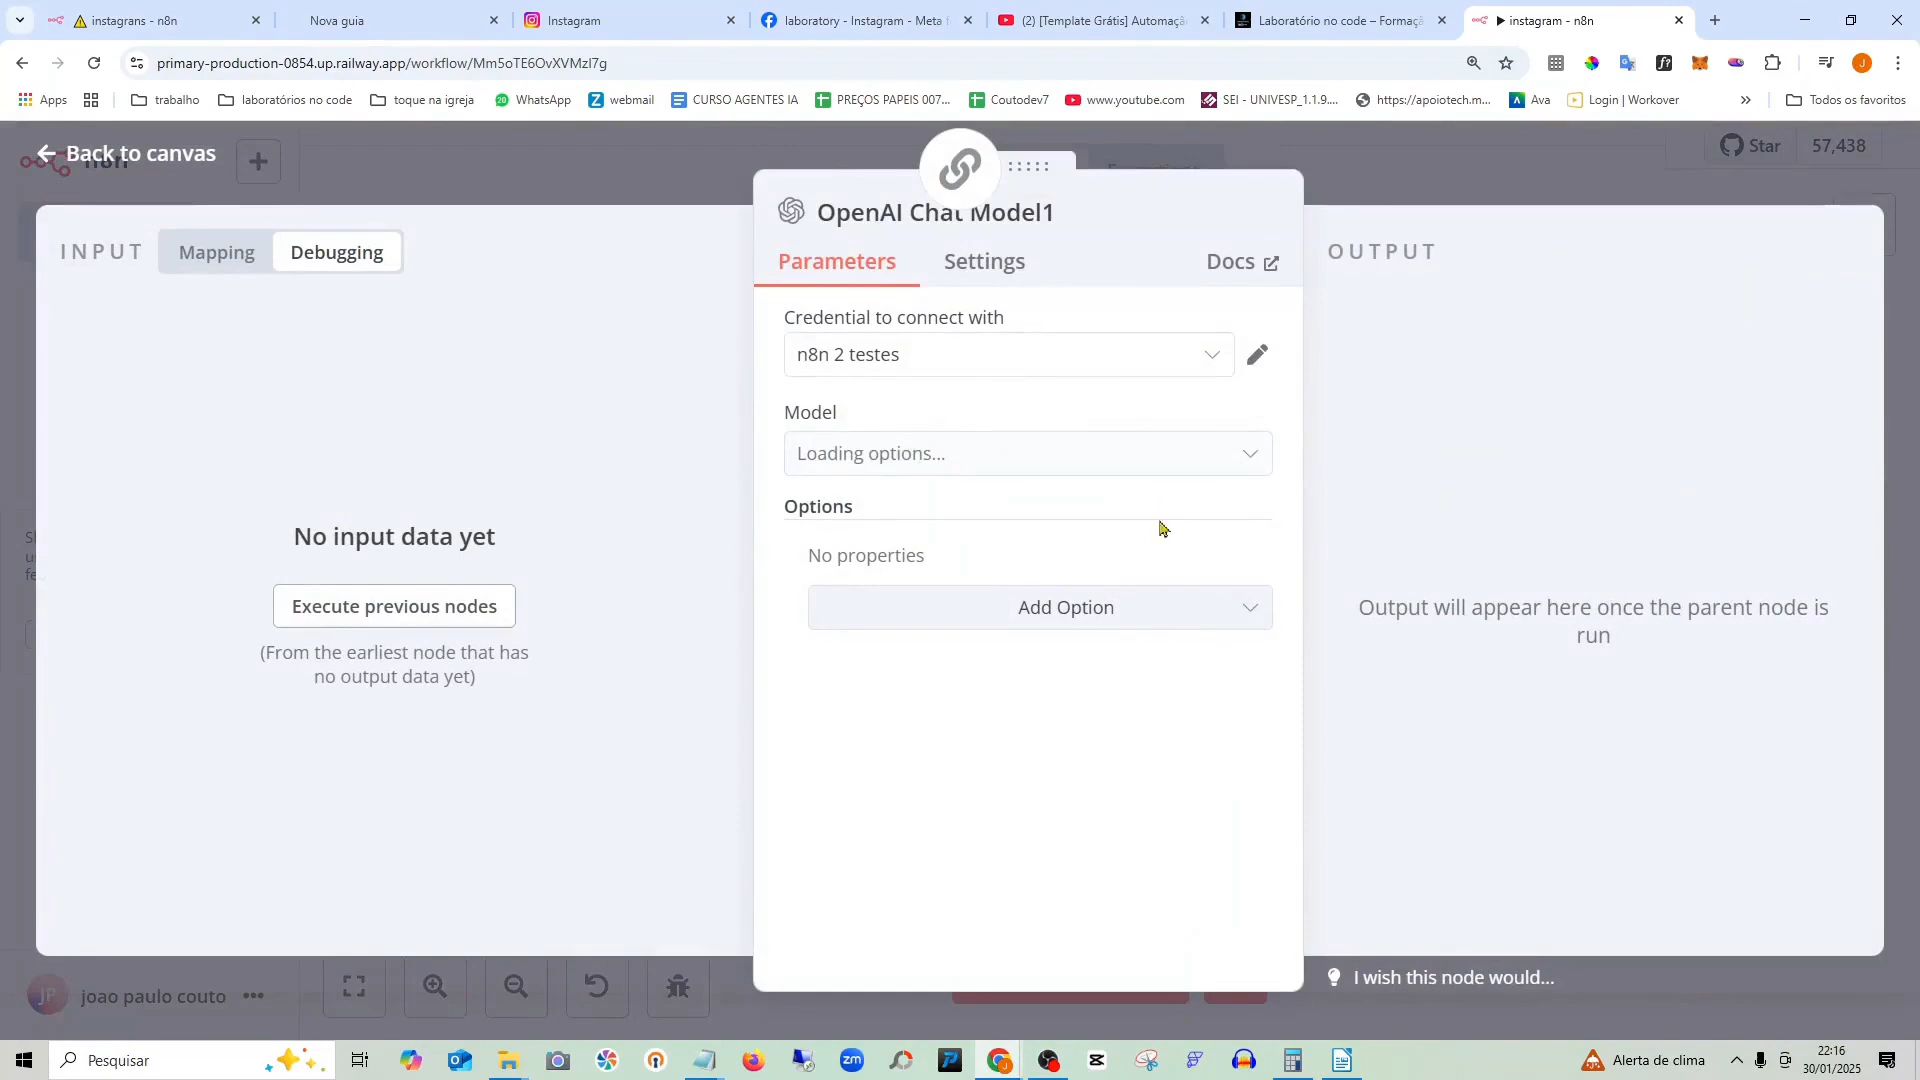 instagrans - n8n
Nova guia
Instagram
laboratory - Instagram - Meta f
(2) [Template Grátis] Automaçã
Laboratório no code – Formaçã
instagram - n8n
primary-production-0854.up.railway.app/workflow/Mm5oTE6OvXVMzI7g
Apps
trabalho
laboratórios no code
toque na igreja
WhatsApp
webmail
CURSO AGENTES IA
PREÇOS PAPEIS 007...
Coutodev7
www.youtube.com
SEI - UNIVESP_1.1.9....
https://apoiotech.m...
Ava
Login | Workover
Todos os favoritos
Back to canvas
n8n
Star
57,438
INPUT
Mapping
Debugging
OpenAI Chat Model1
Parameters
Settings
Docs
OUTPUT
Credential to connect with
n8n 2 testes
Model
Loading options...
Options
No properties
Add Option
No input data yet
Execute previous nodes
(From the earliest node that has
no output data yet)
Output will appear here once the parent node is
run
I wish this node would...
JP
joao paulo couto
Pesquisar
Alerta de clima
22:16
30/01/2025